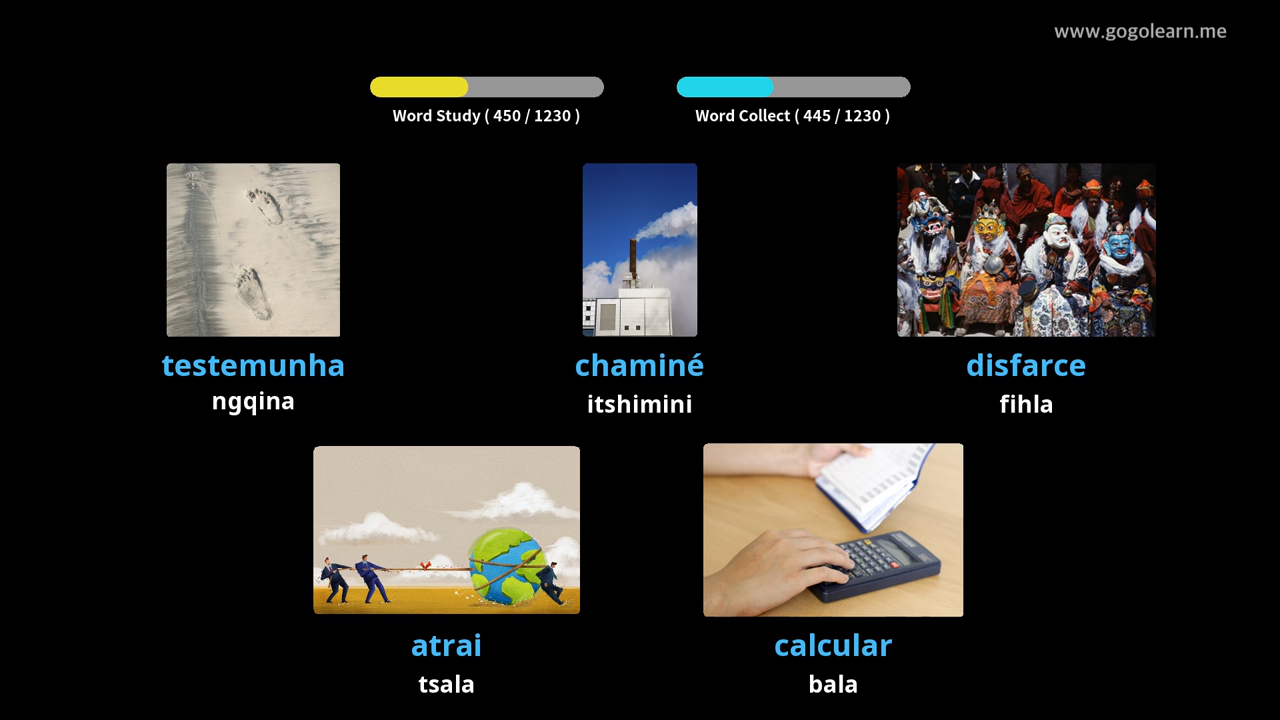 www.gogolearn.me
Word Study ( 450 / 1230 )
Word Collect ( 445 / 1230 )
testemunha
ngqina
chaminé
itshimini
disfarce
fihla
atrai
tsala
calcular
bala